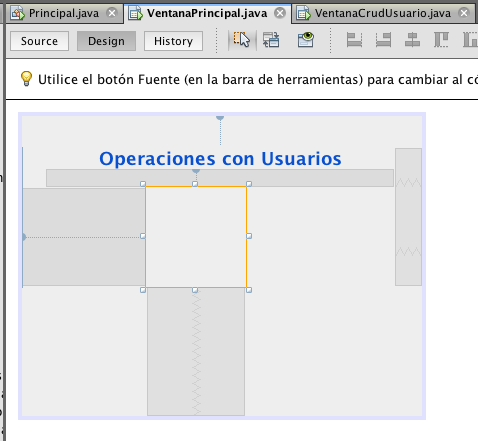 Principal.java
VentanaPrincipal.java
VentanaCrudUsuario.java
Source
Design
History
Utilice el botón Fuente (en la barra de herramientas) para cambiar al
Operaciones con Usuarios